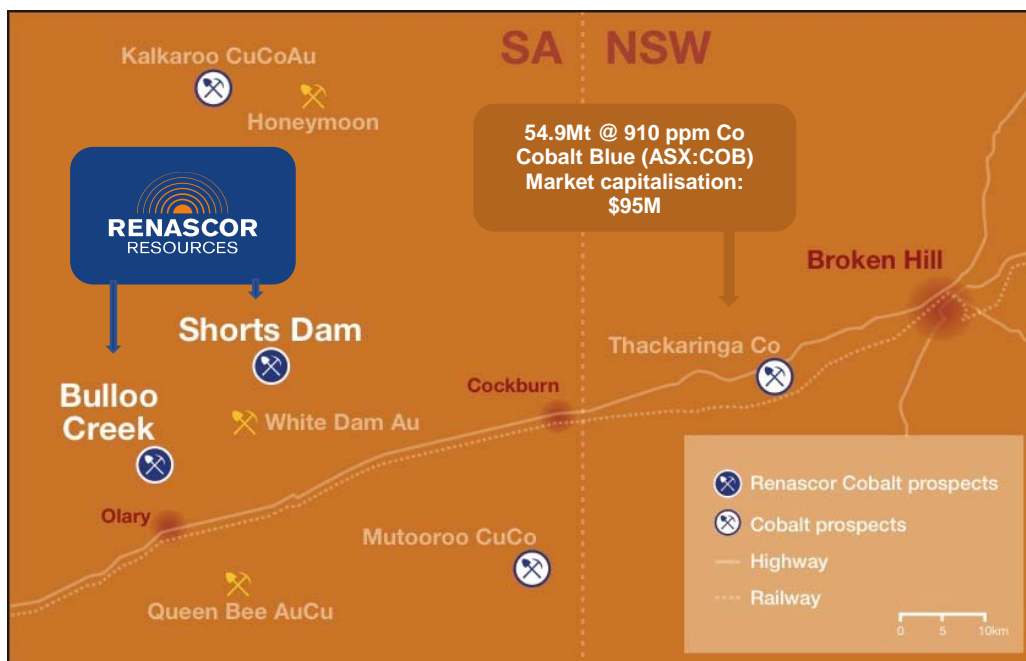 SA NSW
Kalkaroo CuCoAu
Honeymoon
54.9Mt @ 910 ppm Co
Cobalt Blue (ASX:COB)
Market capitalisation:
$95M
RENASCOR
RESOURCES
Broken Hill
Shorts Dam
Thackaringa Co
Cockburn
Bulloo
Creek
White Dam Au
Olary
Mutooroo CuCo
Queen Bee AuCu
Renascor Cobalt prospects
Cobalt prospects
Highway
Railway
0 5 10km